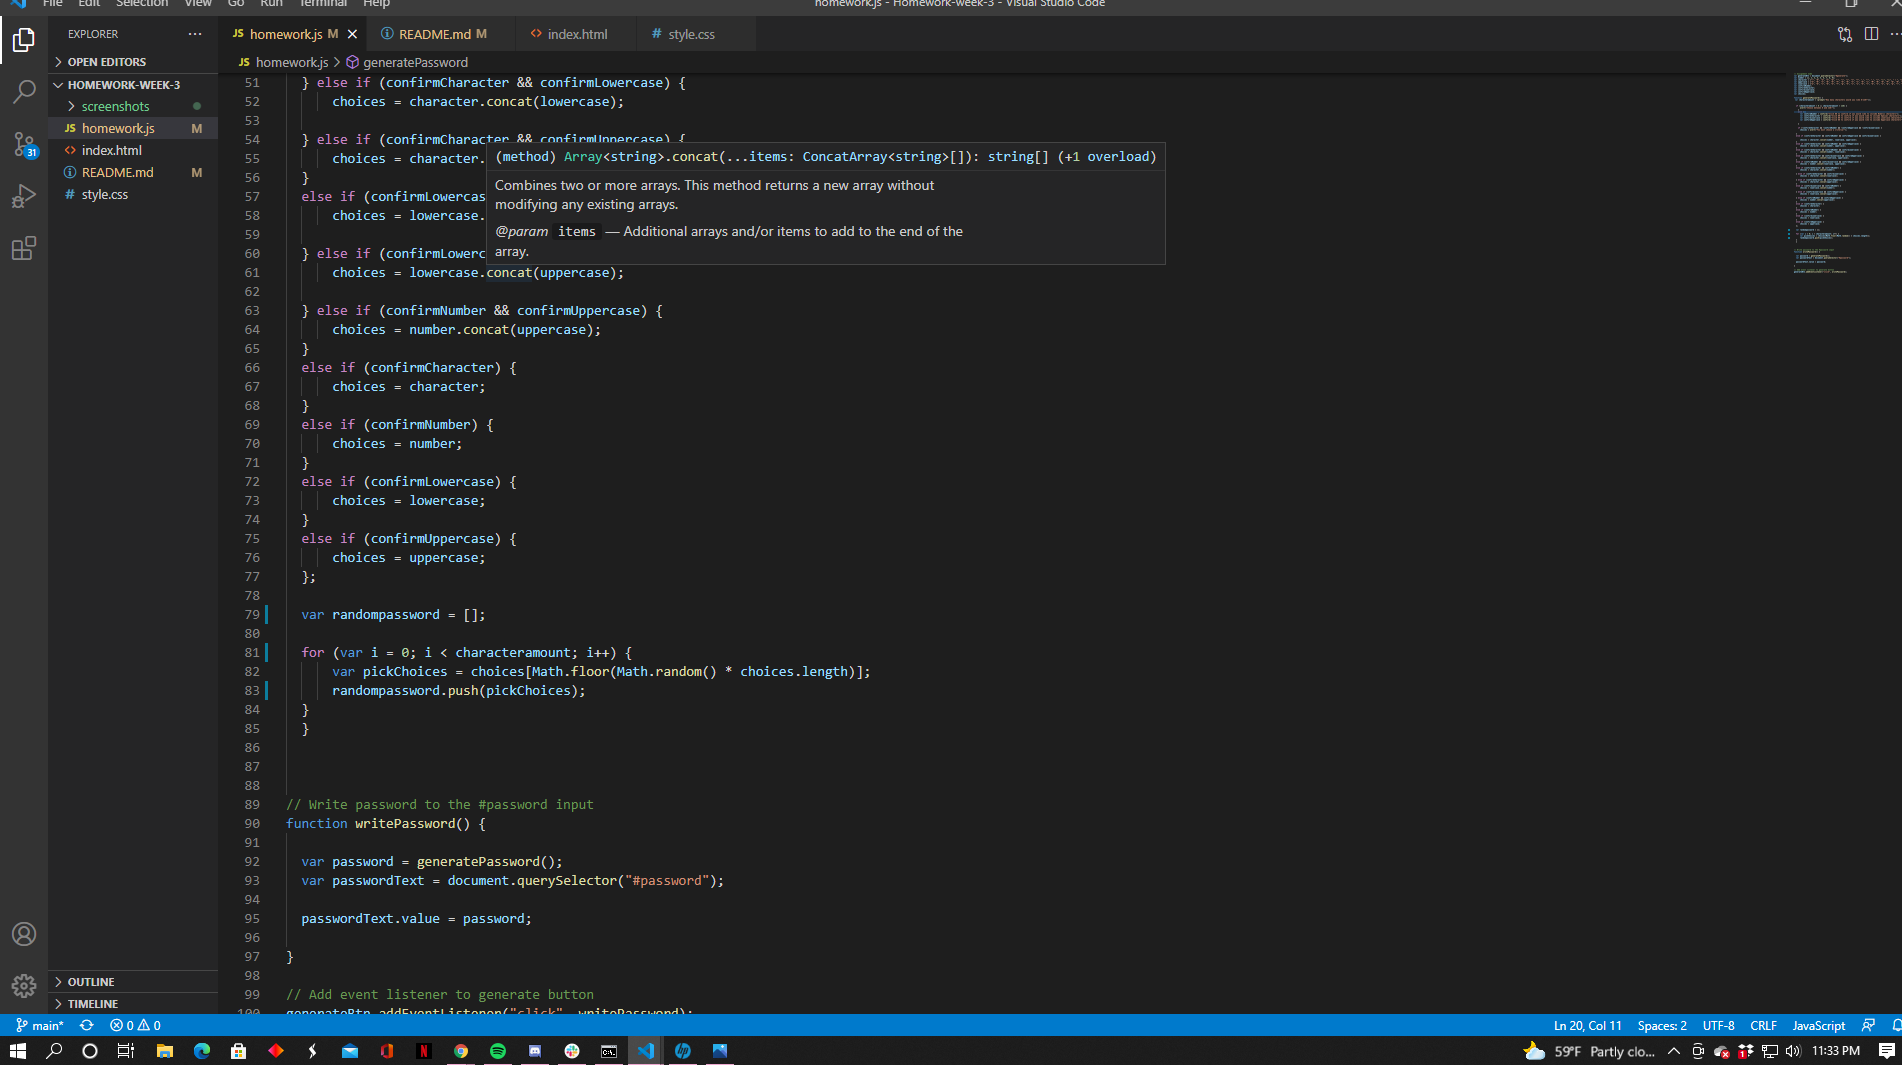 File Edit Selection View Go Run Terminal Help homework.js - Homework-week-3 - Visual Studio Code
EXPLORER ···
OPEN EDITORS
HOMEWORK-WEEK-3
screenshots
JS homework.js M
<> index.html
README.md M
# style.css
OUTLINE
TIMELINE
31
JS homework.js M × README.md M <> index.html # style.css
JS homework.js > generatePassword
51 } else if (confirmCharacter && confirmLowercase) {
52 choices = character.concat(lowercase);
53
54 } else if (confirmCharacter && confirmUppercase) {
55 choices = character.
56 }
57 else if (confirmLowercas
58 choices = lowercase.
59
60 } else if (confirmLowerc
61 choices = lowercase.concat(uppercase);
62
63 } else if (confirmNumber && confirmUppercase) {
64 choices = number.concat(uppercase);
65 }
66 else if (confirmCharacter) {
67 choices = character;
68 }
69 else if (confirmNumber) {
70 choices = number;
71 }
72 else if (confirmLowercase) {
73 choices = lowercase;
74 }
75 else if (confirmUppercase) {
76 choices = uppercase;
77 };
78
79 var randompassword = [];
80
81 for (var i = 0; i < characteramount; i++) {
82 var pickChoices = choices[Math.floor(Math.random() * choices.length)];
83 randompassword.push(pickChoices);
84 }
85 }
86
87
88
89 // Write password to the #password input
90 function writePassword() {
91
92 var password = generatePassword();
93 var passwordText = document.querySelector("#password");
94
95 passwordText.value = password;
96
97 }
98
99 // Add event listener to generate button
100 generateBtn.addEventListener("click", writePassword);
(method) Array<string>.concat(...items: ConcatArray<string>[]): string[] (+1 overload)
Combines two or more arrays. This method returns a new array without
modifying any existing arrays.
@param items — Additional arrays and/or items to add to the end of the
array.
main* 0 0 Ln 20, Col 11 Spaces: 2 UTF-8 CRLF JavaScript
59°F Partly clo... 11:33 PM